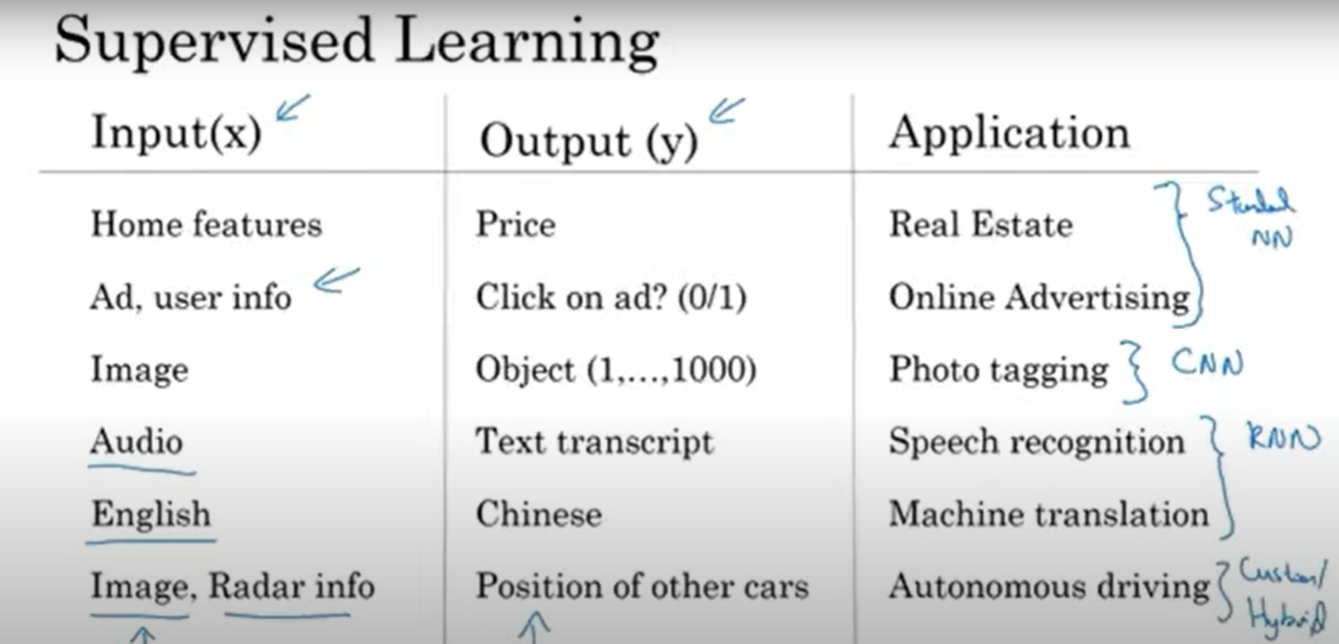 Supervised Learning
Input(x) Output (y) Application
Home features Price Real Estate
Standard
NN
Ad, user info Click on ad? (0/1) Online Advertising
Image Object (1,...,1000) Photo tagging CNN
Audio Text transcript Speech recognition RNN
English Chinese Machine translation
Image, Radar info Position of other cars Autonomous driving
Custom/
Hybrid